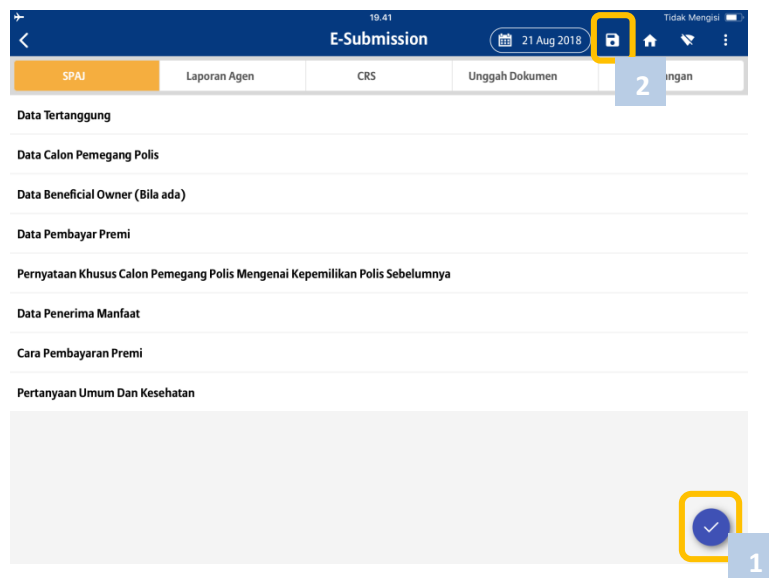 19.41
Tidak Mengisi
E-Submission
21 Aug 2018
SPAJ
Laporan Agen
CRS
Unggah Dokumen
ngan
2
Data Tertanggung
Data Calon Pemegang Polis
Data Beneficial Owner (Bila ada)
Data Pembayar Premi
Pernyataan Khusus Calon Pemegang Polis Mengenai Kepemilikan Polis Sebelumnya
Data Penerima Manfaat
Cara Pembayaran Premi
Pertanyaan Umum Dan Kesehatan
1